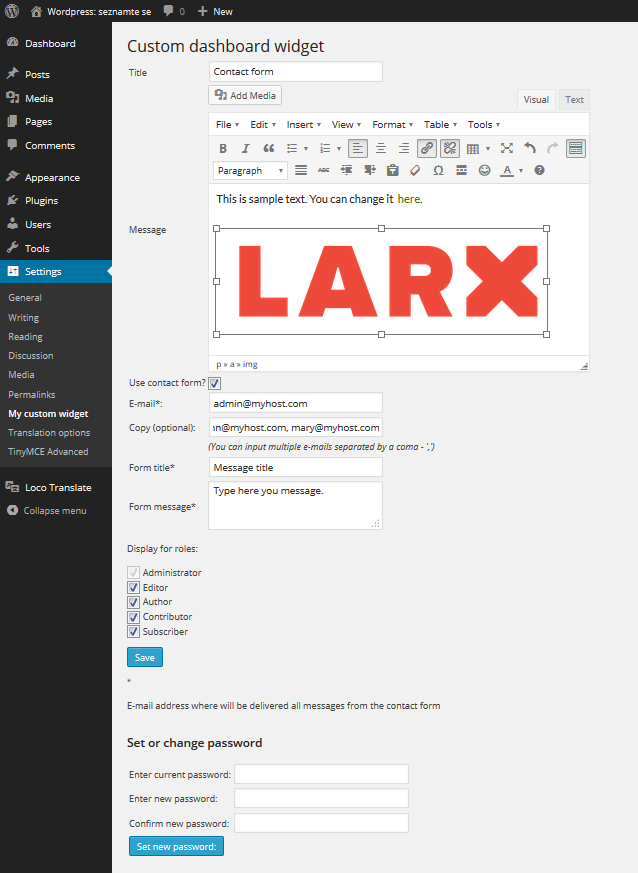 Wordpress: seznamte se 0 New
Dashboard
Posts
Media
Pages
Comments
Appearance
Plugins
Users
Tools
Settings
General
Writing
Reading
Discussion
Media
Permalinks
My custom widget
Translation options
TinyMCE Advanced
Loco Translate
Collapse menu
Custom dashboard widget
Title Contact form
Add Media Visual Text
File Edit Insert View Format Table Tools
B I
Paragraph ABC Ω A
This is sample text. You can change it here.
Message
LARX
p » a » img
Use contact form?
E-mail*: admin@myhost.com
Copy (optional): @myhost.com, mary@myhost.com
(You can input multiple e-mails separated by a coma - ',')
Form title* Message title
Form message* Type here you message.
Display for roles:
Administrator
Editor
Author
Contributor
Subscriber
Save
*
E-mail address where will be delivered all messages from the contact form
Set or change password
Enter current password:
Enter new password:
Confirm new password:
Set new password: